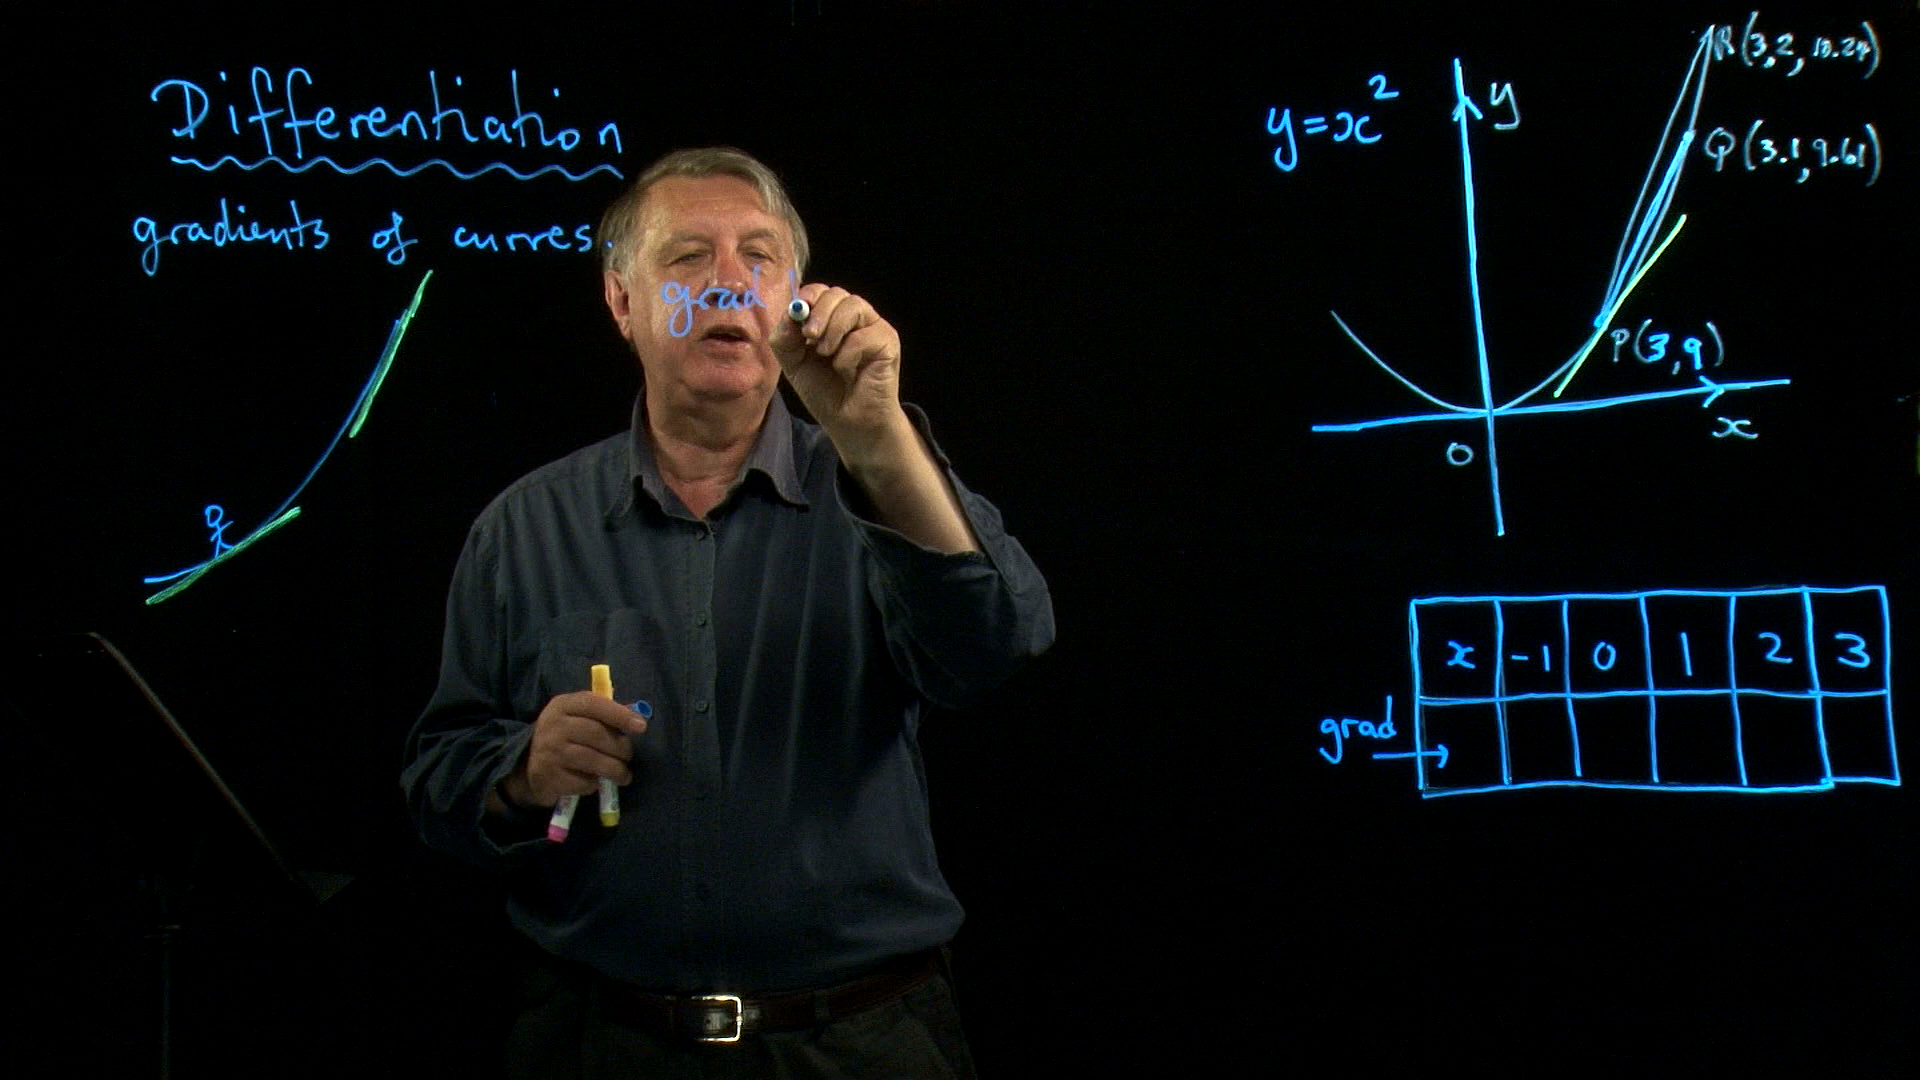 Differentiation
gradients of curves.
grad
y=x²
y
R(3.2, 10.24)
Q(3.1, 9.61)
P(3,9)
x
0
x -1 0 1 2 3
grad